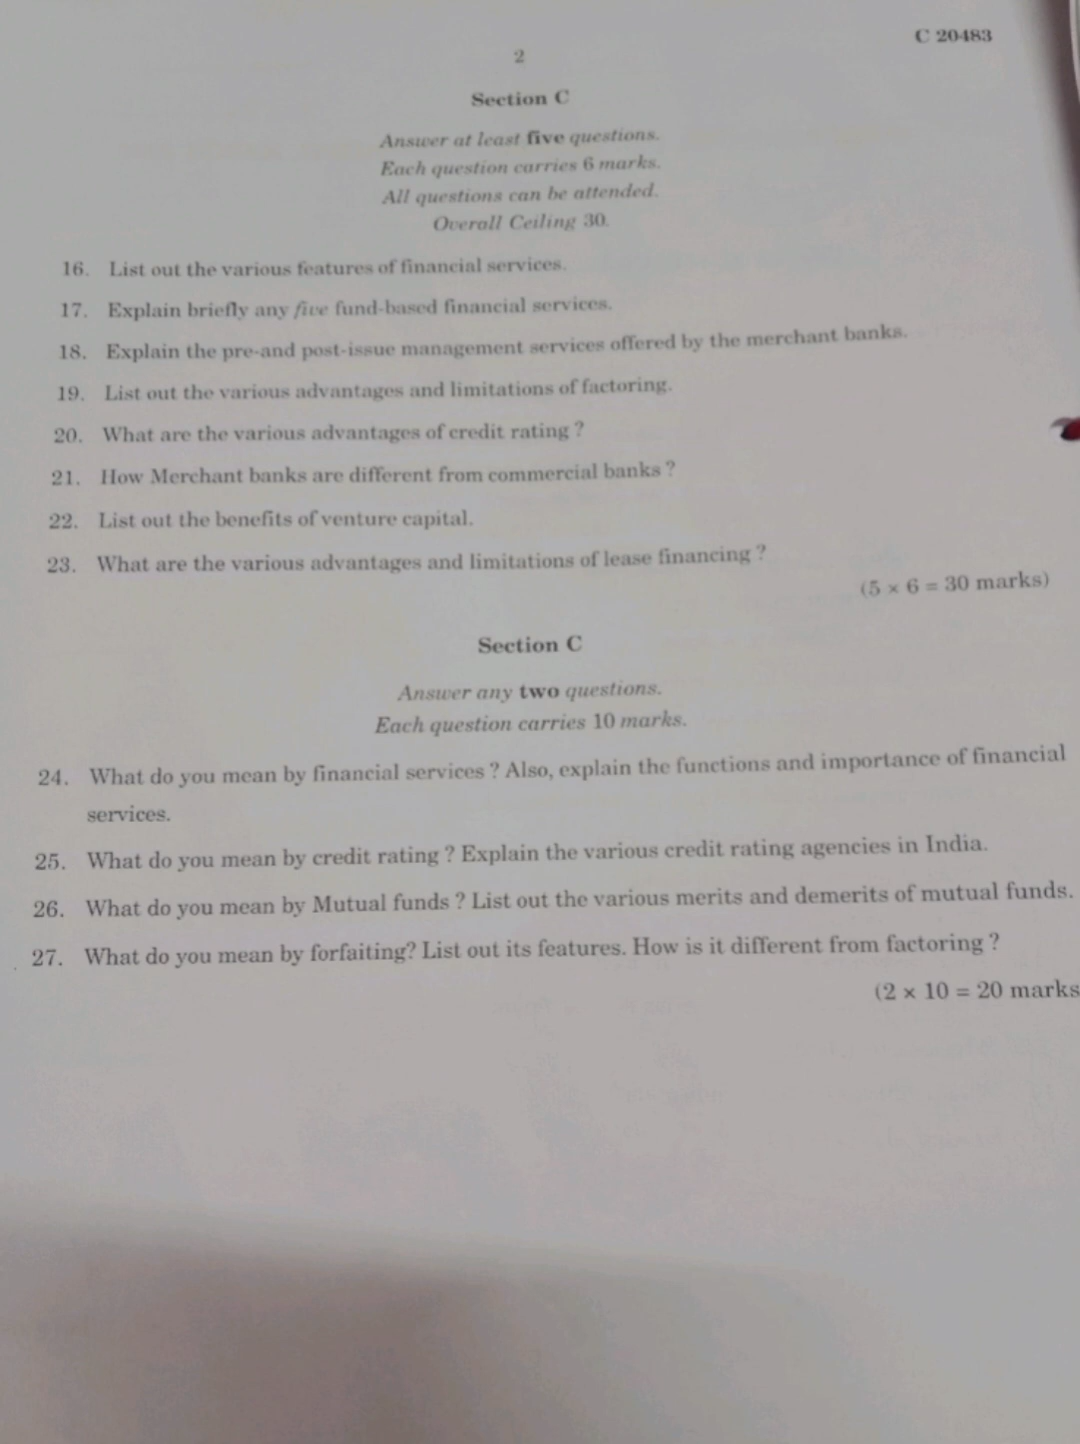 C 20483
2
Section C
Answer at least five questions.
Each question carries 6 marks.
All questions can be attended.
Overall Ceiling 30.
16. List out the various features of financial services.
17. Explain briefly any five fund-based financial services.
18. Explain the pre-and post-issue management services offered by the merchant banks.
19. List out the various advantages and limitations of factoring.
20. What are the various advantages of credit rating ?
21. How Merchant banks are different from commercial banks ?
22. List out the benefits of venture capital.
23. What are the various advantages and limitations of lease financing ?
(5 × 6 = 30 marks)
Section C
Answer any two questions.
Each question carries 10 marks.
24. What do you mean by financial services ? Also, explain the functions and importance of financial
services.
25. What do you mean by credit rating ? Explain the various credit rating agencies in India.
26. What do you mean by Mutual funds ? List out the various merits and demerits of mutual funds.
27. What do you mean by forfaiting? List out its features. How is it different from factoring ?
(2 × 10 = 20 marks